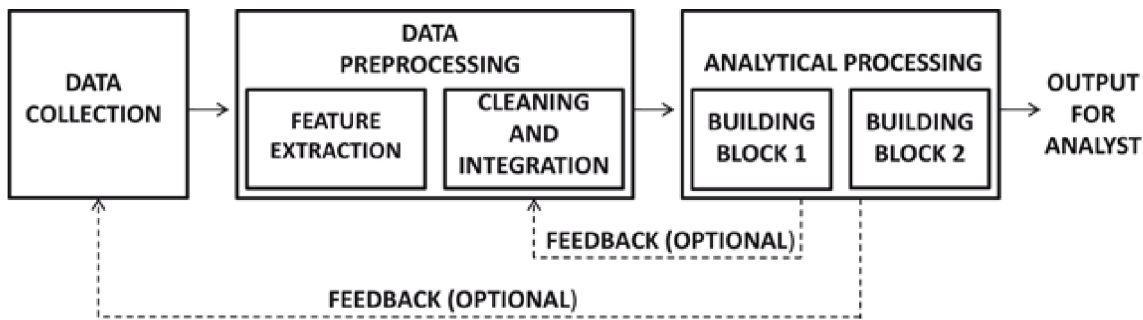 DATA
COLLECTION
DATA
PREPROCESSING
FEATURE
EXTRACTION
CLEANING
AND
INTEGRATION
ANALYTICAL PROCESSING
BUILDING
BLOCK 1
BUILDING
BLOCK 2
OUTPUT
FOR
ANALYST
FEEDBACK (OPTIONAL)
FEEDBACK (OPTIONAL)